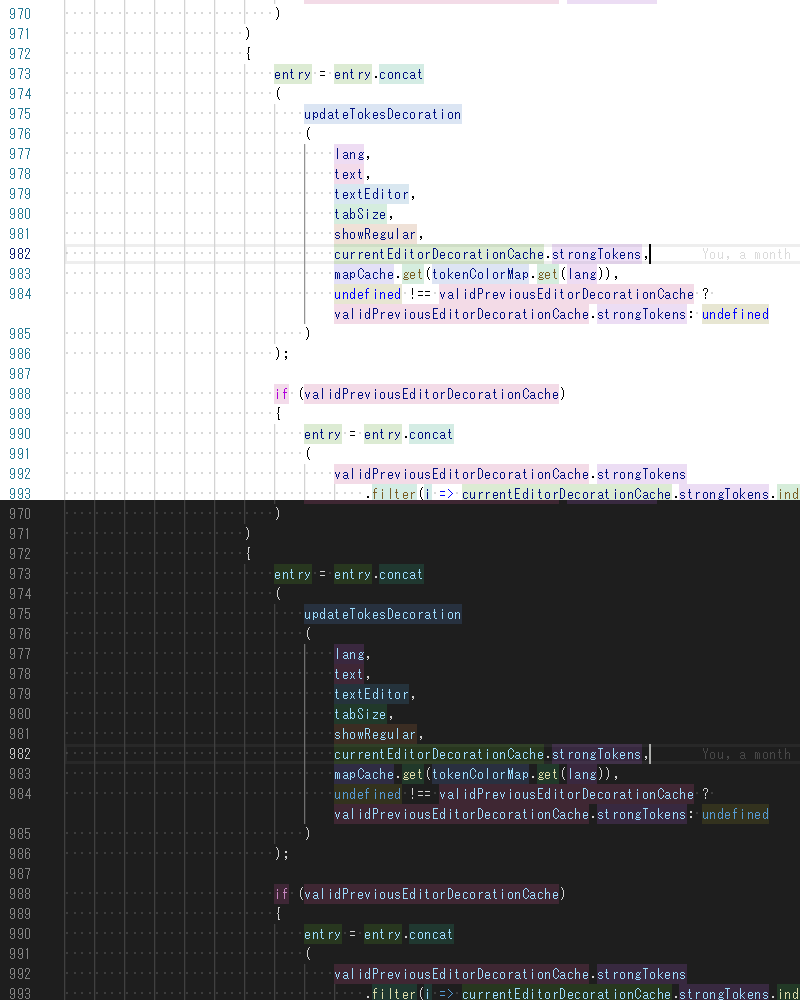 970 )
971 )
972 {
973 entry = entry.concat
974 (
975 updateTokesDecoration
976 (
977 lang,
978 text,
979 textEditor,
980 tabSize,
981 showRegular,
982 currentEditorDecorationCache.strongTokens, You, a month
983 mapCache.get(tokenColorMap.get(lang)),
984 undefined !== validPreviousEditorDecorationCache ?
validPreviousEditorDecorationCache.strongTokens: undefined
985 )
986 );
987
988 if (validPreviousEditorDecorationCache)
989 {
990 entry = entry.concat
991 (
992 validPreviousEditorDecorationCache.strongTokens
993 .filter(i => currentEditorDecorationCache.strongTokens.ind
970 )
971 )
972 {
973 entry = entry.concat
974 (
975 updateTokesDecoration
976 (
977 lang,
978 text,
979 textEditor,
980 tabSize,
981 showRegular,
982 currentEditorDecorationCache.strongTokens, You, a month
983 mapCache.get(tokenColorMap.get(lang)),
984 undefined !== validPreviousEditorDecorationCache ?
validPreviousEditorDecorationCache.strongTokens: undefined
985 )
986 );
987
988 if (validPreviousEditorDecorationCache)
989 {
990 entry = entry.concat
991 (
992 validPreviousEditorDecorationCache.strongTokens
993 .filter(i => currentEditorDecorationCache.strongTokens.ind